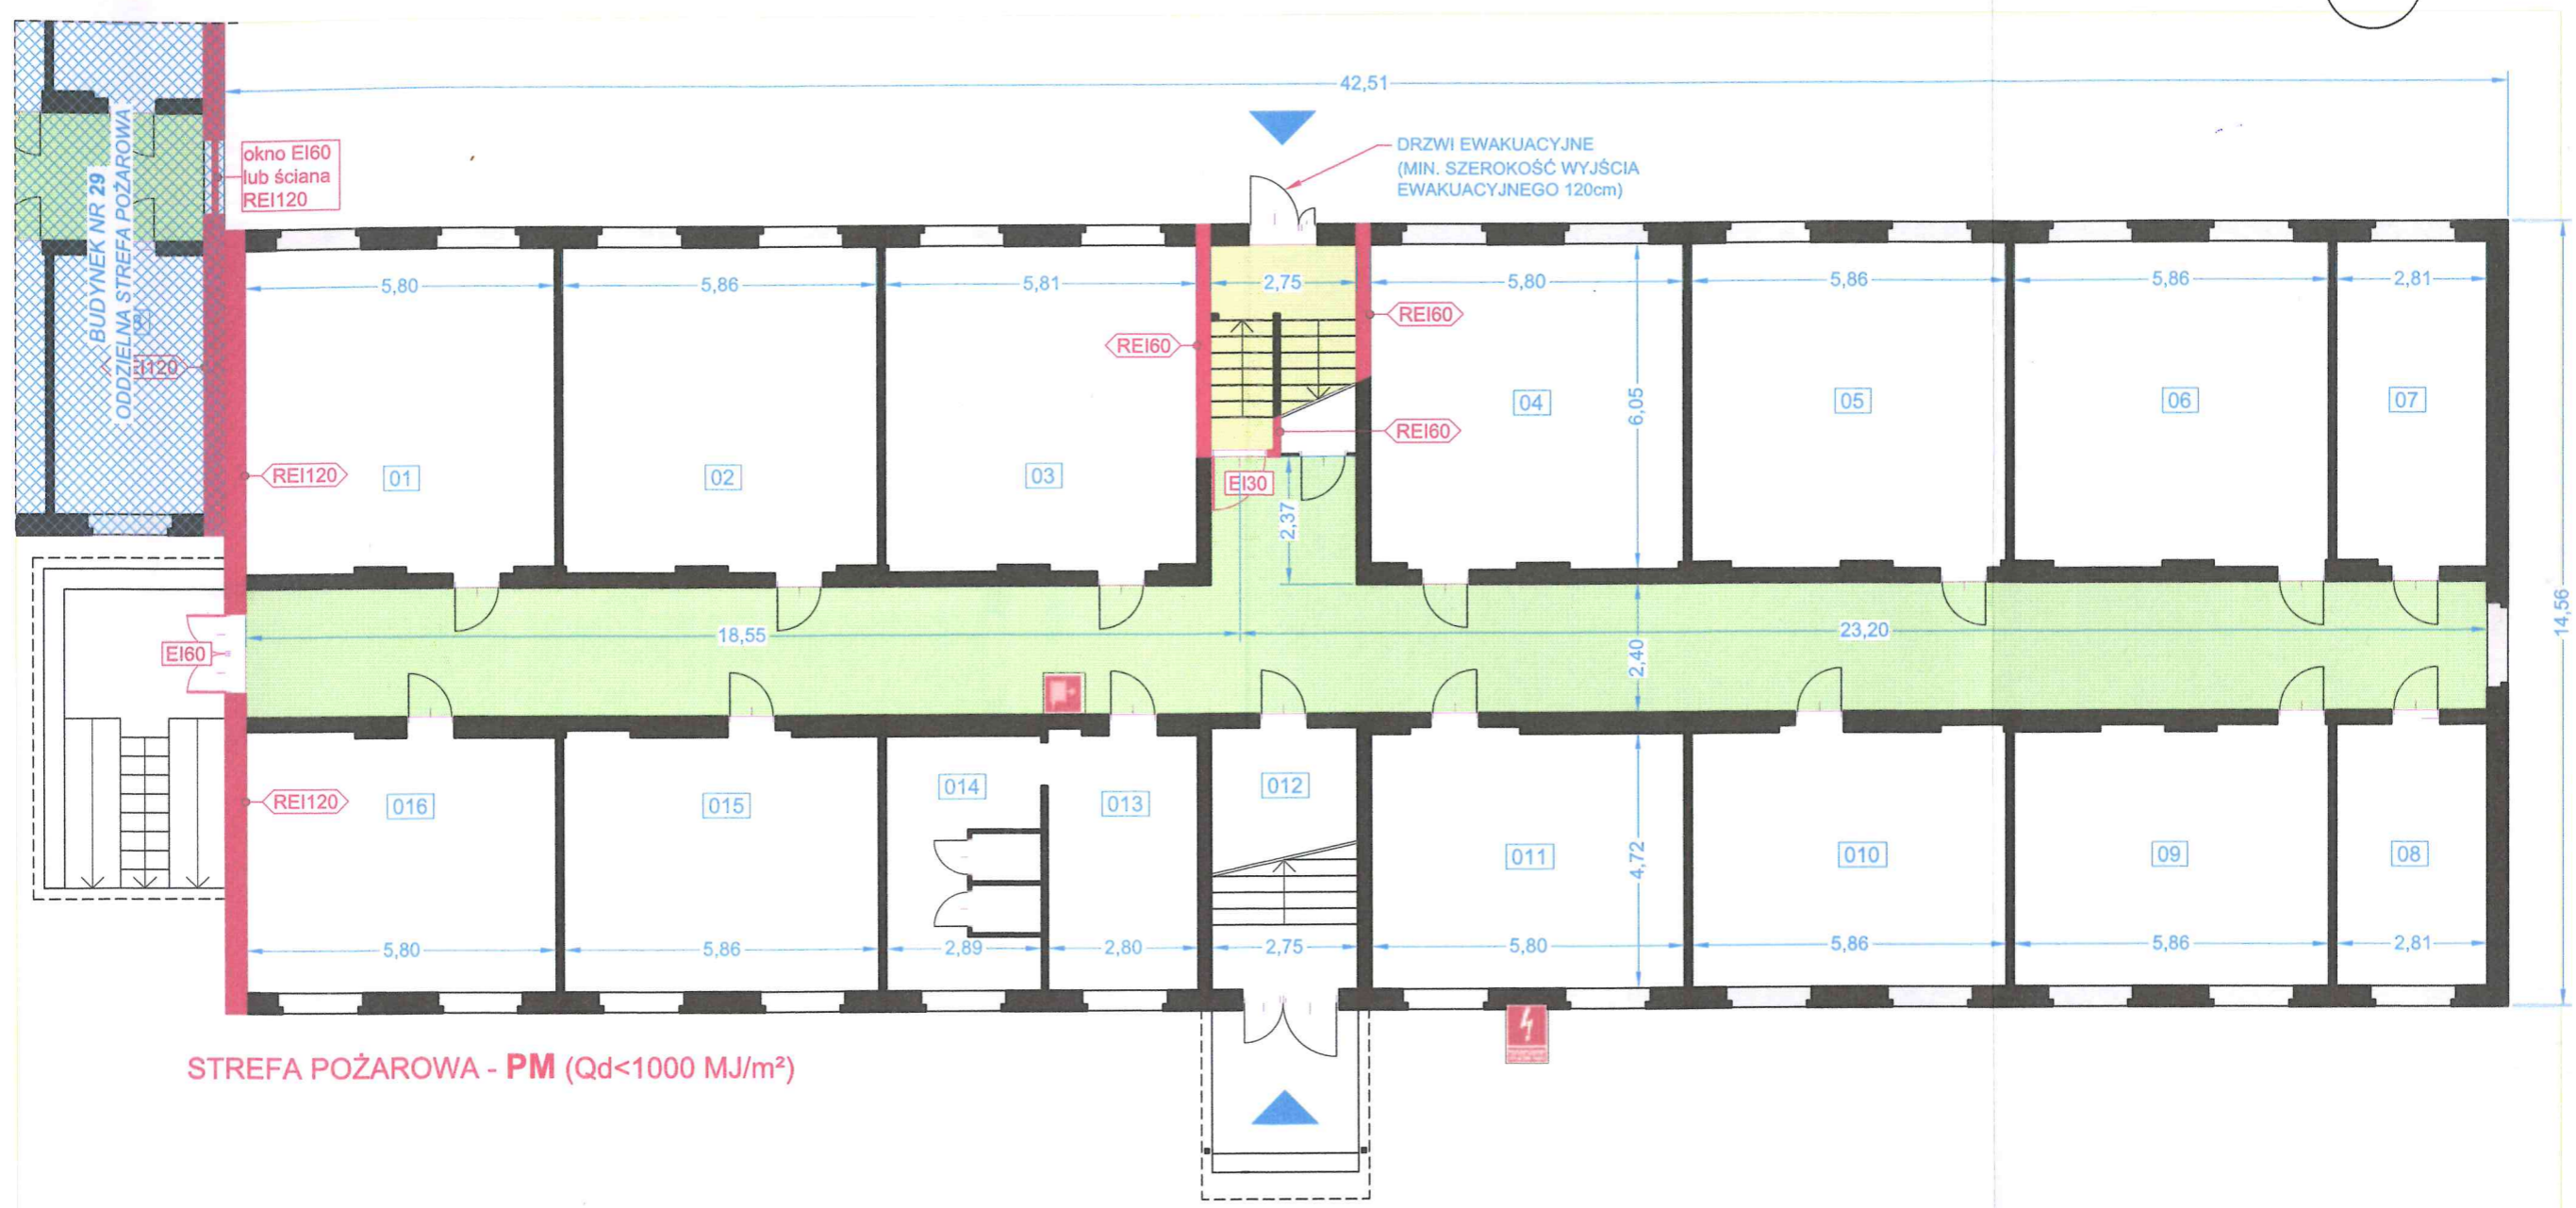 42,51
BUDYNEK NR 29
ODDZIELNA STREFA POŻAROWA
okno EI60
lub ściana
REI120
DRZWI EWAKUACYJNE
(MIN. SZEROKOŚĆ WYJŚCIA
EWAKUACYJNEGO 120cm)
5,80
5,86
5,81
2,75
5,80
5,86
5,86
2,81
REI60
REI60
REI60
EI120
REI120
01
02
03
EI30
2,37
04
6,05
05
06
07
14,56
EI60
18,55
23,20
2,40
REI120
016
015
014
013
012
011
4,72
010
09
08
5,80
5,86
2,89
2,80
2,75
5,80
5,86
5,86
2,81
STREFA POŻAROWA - PM (Qd<1000 MJ/m²)